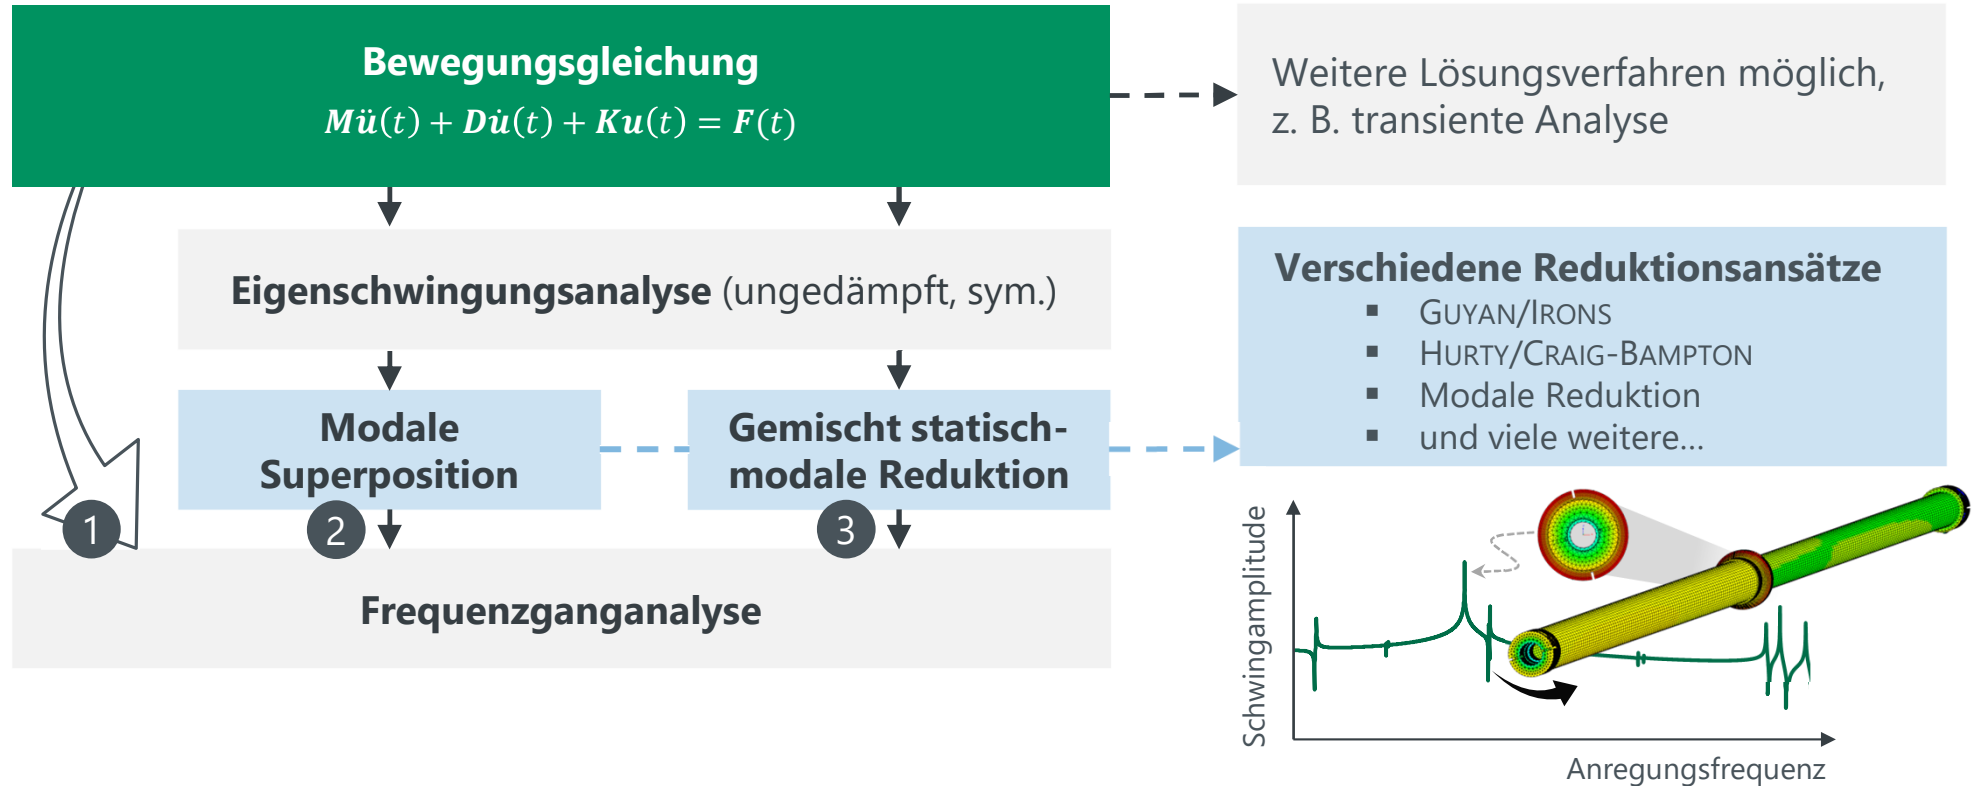 Bewegungsgleichung
Mü(t) + Du̇(t) + Ku(t) = F(t)
Weitere Lösungsverfahren möglich,
z. B. transiente Analyse
Eigenschwingungsanalyse (ungedämpft, sym.)
Verschiedene Reduktionsansätze
▪ GUYAN/IRONS
▪ HURTY/CRAIG-BAMPTON
▪ Modale Reduktion
▪ und viele weitere...
Modale
Superposition
Gemischt statisch-
modale Reduktion
1
2
3
Frequenzganganalyse
Schwingamplitude
Anregungsfrequenz